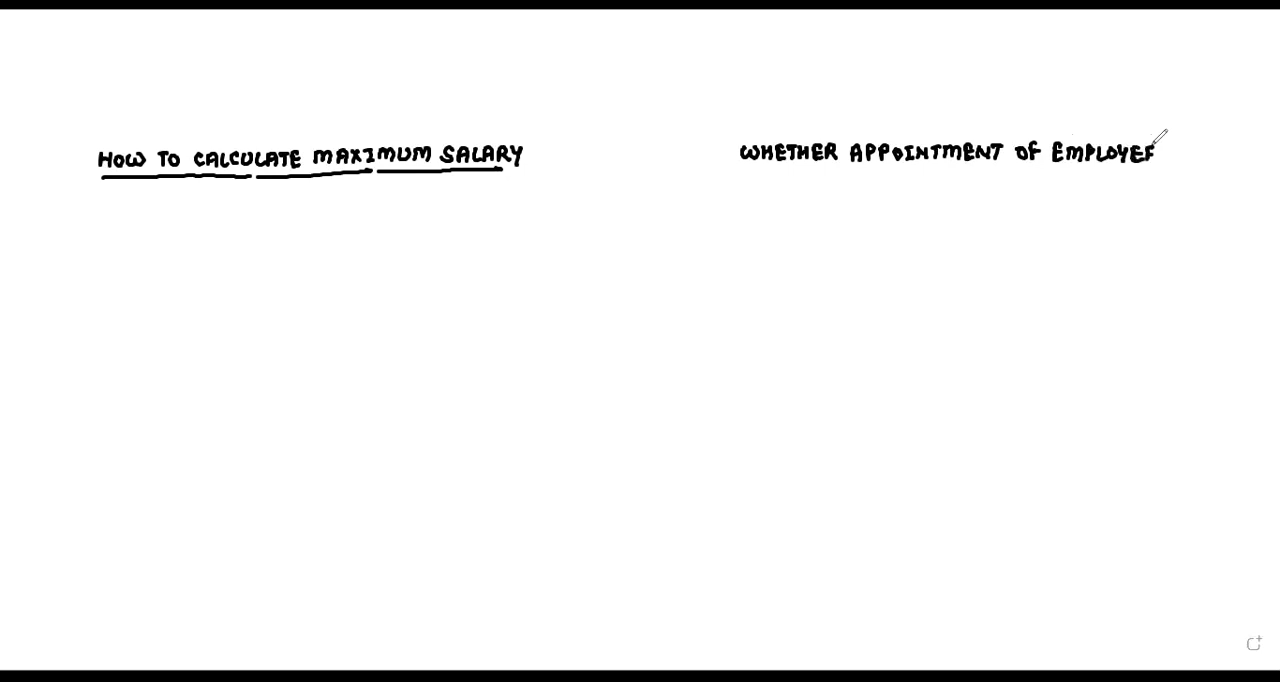 HOW TO CALCULATE MAXIMUM SALARY
WHETHER APPOINTMENT OF EMPLOYEE